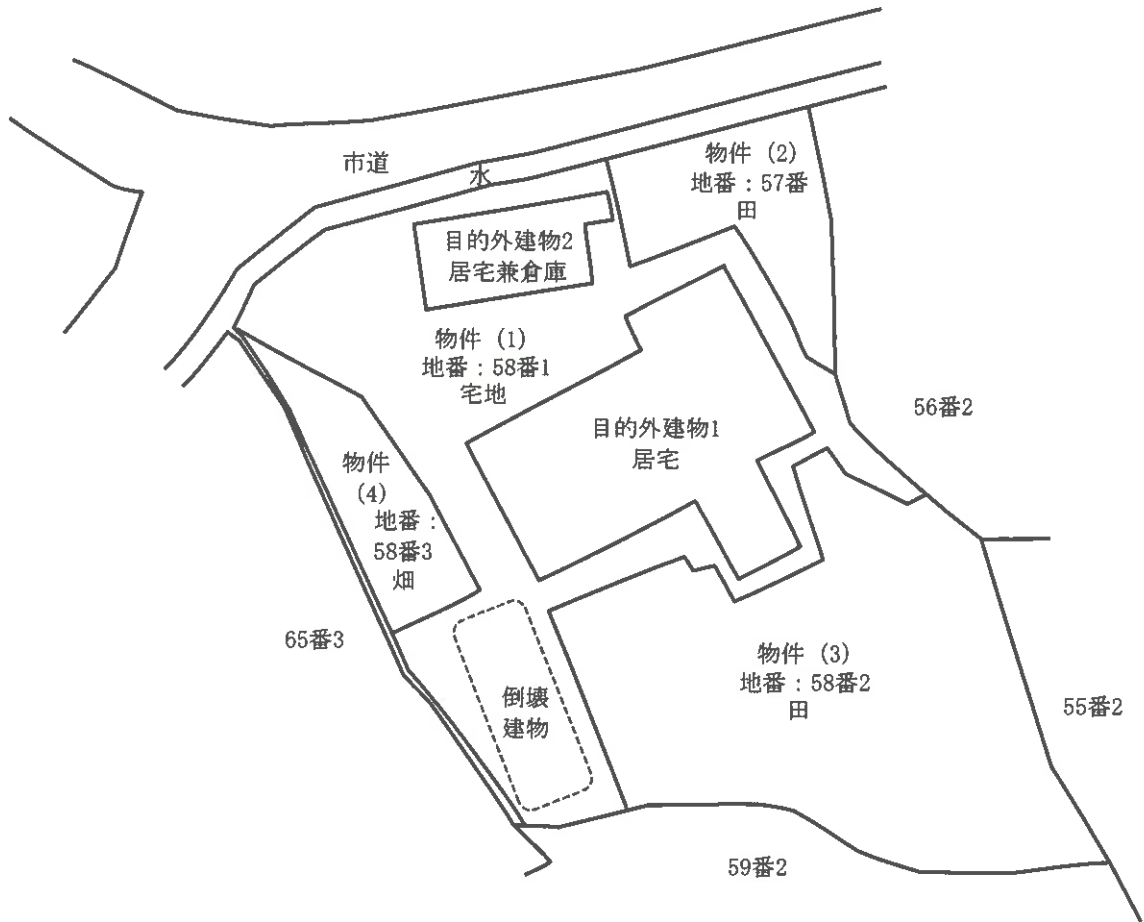 市道
水
物件 (2)
地番：57番
田
目的外建物2
居宅兼倉庫
物件 (1)
地番：58番1
宅地
目的外建物1
居宅
56番2
物件
(4)
地番：
58番3
畑
65番3
倒壊
建物
物件 (3)
地番：58番2
田
55番2
59番2